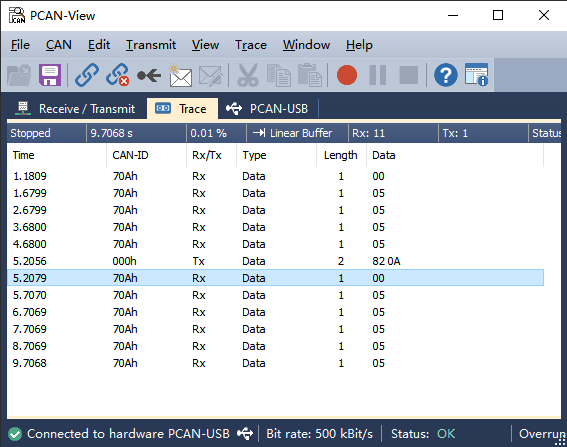 PCAN-View
File CAN Edit Transmit View Trace Window Help
Receive / Transmit Trace PCAN-USB
Stopped 9.7068 s 0.01 % Linear Buffer Rx: 11 Tx: 1 Status
Time CAN-ID Rx/Tx Type Length Data
1.1809 70Ah Rx Data 1 00
1.6799 70Ah Rx Data 1 05
2.6799 70Ah Rx Data 1 05
3.6800 70Ah Rx Data 1 05
4.6800 70Ah Rx Data 1 05
5.2056 000h Tx Data 2 82 0A
5.2079 70Ah Rx Data 1 00
5.7070 70Ah Rx Data 1 05
6.7069 70Ah Rx Data 1 05
7.7069 70Ah Rx Data 1 05
8.7069 70Ah Rx Data 1 05
9.7068 70Ah Rx Data 1 05
Connected to hardware PCAN-USB Bit rate: 500 kBit/s Status: OK Overrun